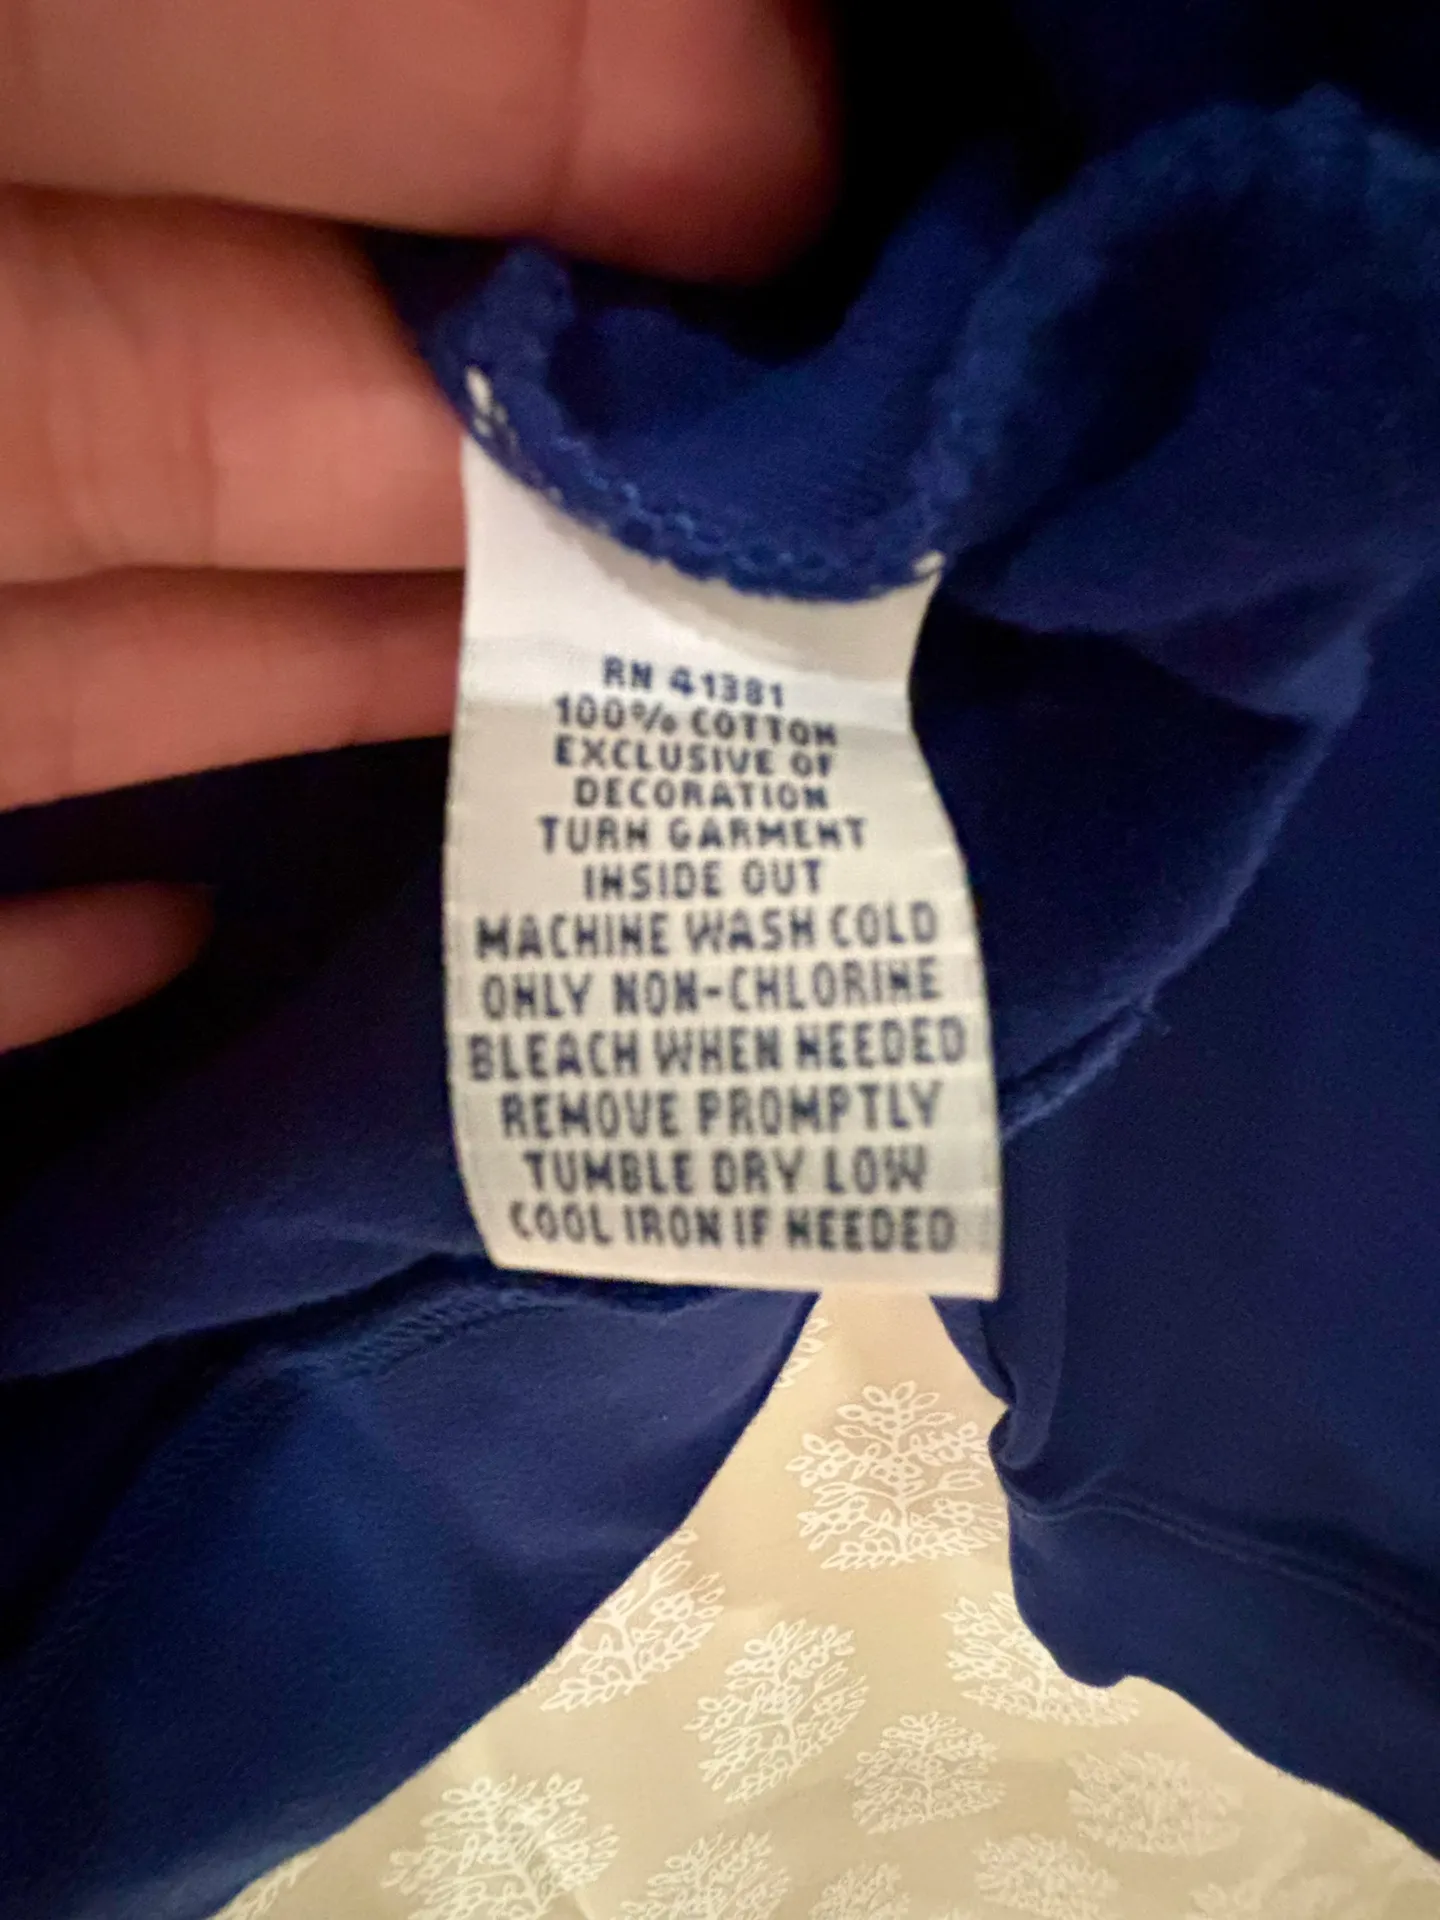 RN 41381
100% COTTON
EXCLUSIVE OF
DECORATION
TURN GARMENT
INSIDE OUT
MACHINE WASH COLD
ONLY NON-CHLORINE
BLEACH WHEN NEEDED
REMOVE PROMPTLY
TUMBLE DRY LOW
COOL IRON IF NEEDED